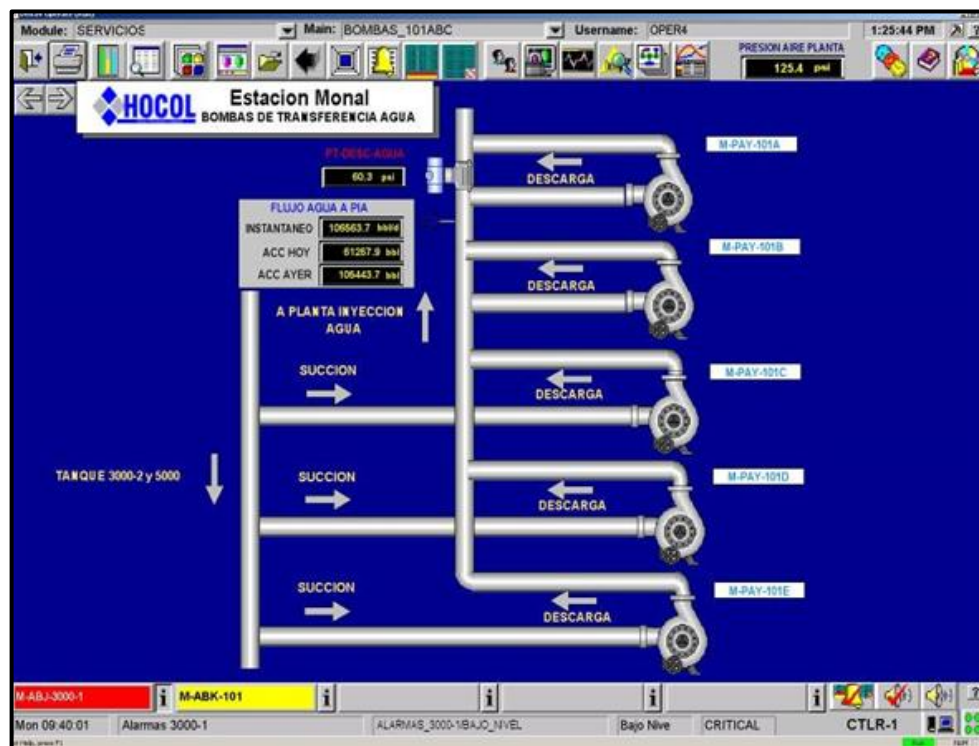 Module: SERVICIOS Main: BOMBAS_101ABC Username: OPER4 1:25:44 PM
PRESION AIRE PLANTA
125.4 psi
HOCOL Estacion Monal
BOMBAS DE TRANSFERENCIA AGUA
PT-DESC-AGUA
60.3 psi
FLUJO AGUA A PIA
INSTANTANEO 106563.7 bbl/d
ACC HOY 61267.9 bbl
ACC AYER 106443.7 bbl
A PLANTA INYECCION
AGUA
M-PAY-101A
DESCARGA
M-PAY-101B
DESCARGA
SUCCION
M-PAY-101C
DESCARGA
TANQUE 3000-2 y 5000
SUCCION
M-PAY-101D
DESCARGA
SUCCION
M-PAY-101E
DESCARGA
M-ABJ-3000-1 i M-ABK-101 i i i i
Mon 09:40:01 Alarmas 3000-1 ALARMAS_3000-1/BAJO_NIVEL Bajo Nive CRITICAL CTLR-1